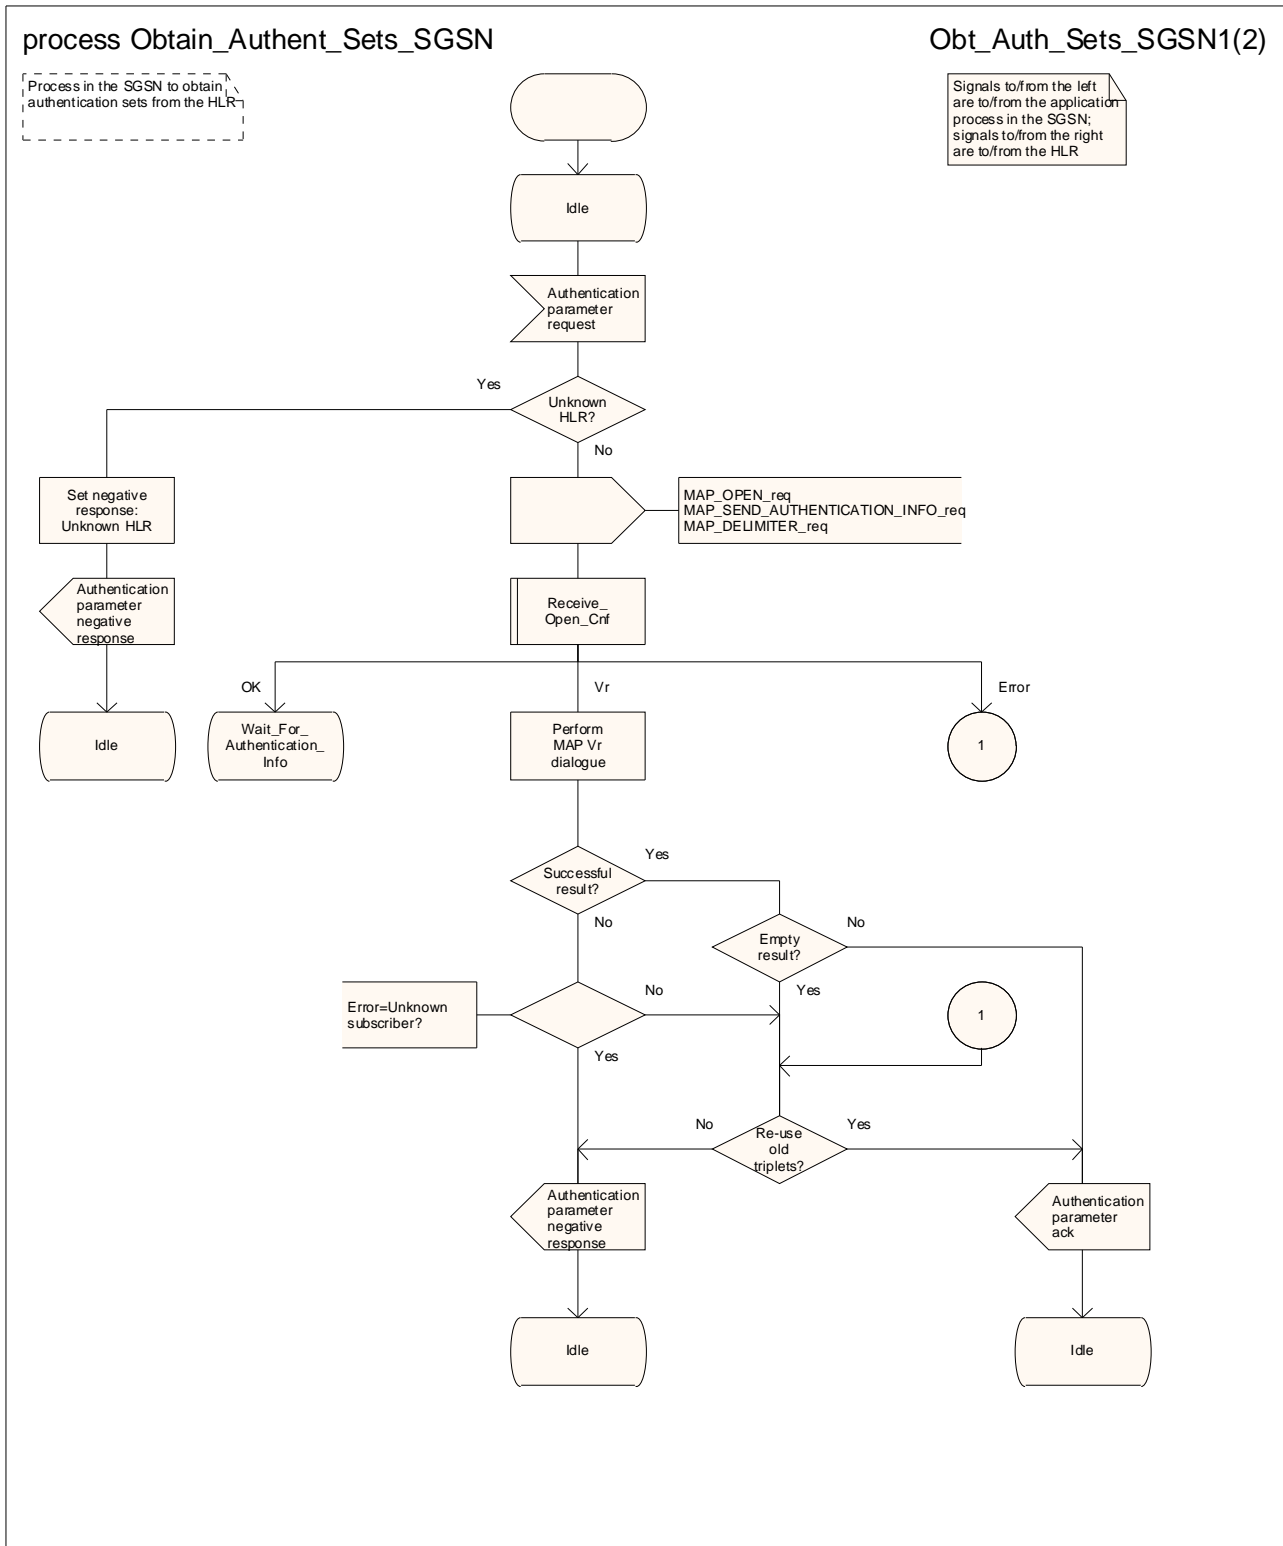 process Obtain_Authent_Sets_SGSN
Obt_Auth_Sets_SGSN1(2)
Process in the SGSN to obtain
authentication sets from the HLR
Signals to/from the left
are to/from the application
process in the SGSN;
signals to/from the right
are to/from the HLR
Idle
Authentication
parameter
request
Yes
Unknown
HLR?
No
Set negative
response:
Unknown HLR
MAP_OPEN_req
MAP_SEND_AUTHENTICATION_INFO_req
MAP_DELIMITER_req
Authentication
parameter
negative
response
Receive_
Open_Cnf
OK
Vr
Error
Idle
Wait_For_
Authentication_
Info
Perform
MAP Vr
dialogue
1
Successful
result?
Yes
No
Empty
result?
No
Yes
Error=Unknown
subscriber?
No
Yes
1
No
Re-use
old
triplets?
Yes
Authentication
parameter
negative
response
Authentication
parameter
ack
Idle
Idle